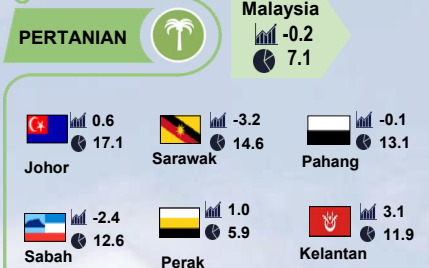 PERTANIAN
Malaysia
-0.2
7.1
0.6
17.1
Johor
-3.2
14.6
Sarawak
-0.1
13.1
Pahang
-2.4
12.6
Sabah
1.0
5.9
Perak
3.1
11.9
Kelantan